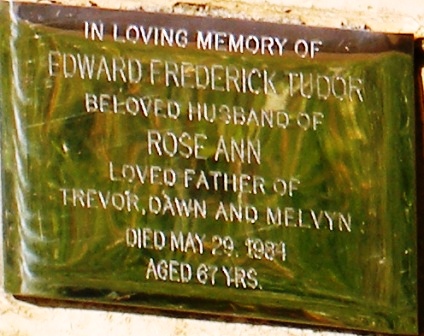 IN LOVING MEMORY OF
EDWARD FREDERICK TUDOR
BELOVED HUSBAND OF
ROSE ANN
LOVED FATHER OF
TREVOR, DAWN AND MELVYN
DIED MAY 29. 1984
AGED 67 YRS.